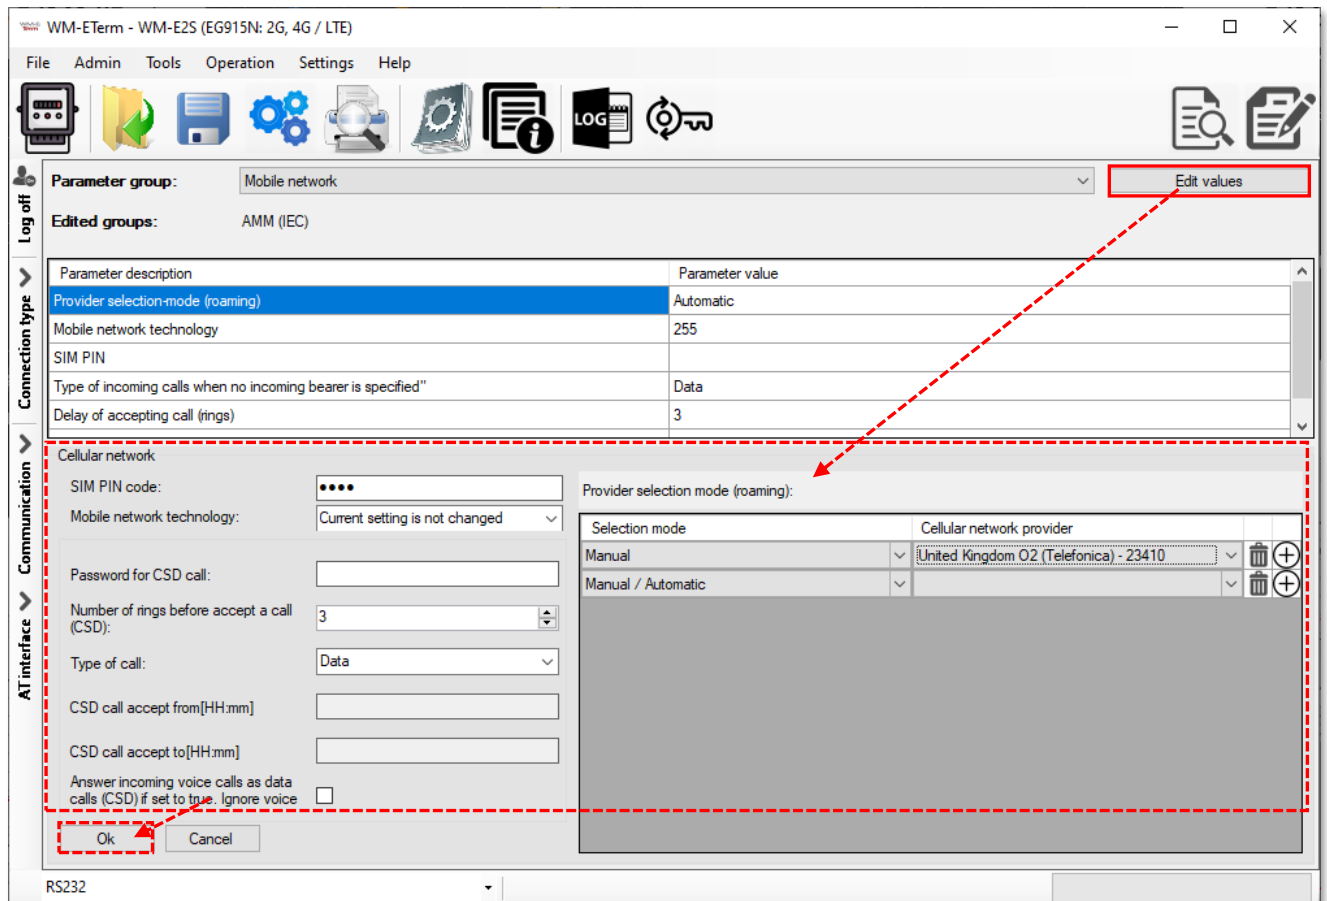 WM-ETerm - WM-E2S (EG915N: 2G, 4G / LTE)
File Admin Tools Operation Settings Help
LOG
Log off
Connection type
Communication
AT interface
Parameter group: Mobile network Edit values
Edited groups: AMM (IEC)
Parameter description Parameter value
Provider selection-mode (roaming) Automatic
Mobile network technology 255
SIM PIN
Type of incoming calls when no incoming bearer is specified" Data
Delay of accepting call (rings) 3
Cellular network
SIM PIN code: ●●●●
Mobile network technology: Current setting is not changed
Password for CSD call:
Number of rings before accept a call
(CSD): 3
Type of call: Data
CSD call accept from[HH:mm]
CSD call accept to[HH:mm]
Answer incoming voice calls as data
calls (CSD) if set to true. Ignore voice
Provider selection mode (roaming):
Selection mode Cellular network provider
Manual United Kingdom O2 (Telefonica) - 23410
Manual / Automatic
Ok Cancel
RS232